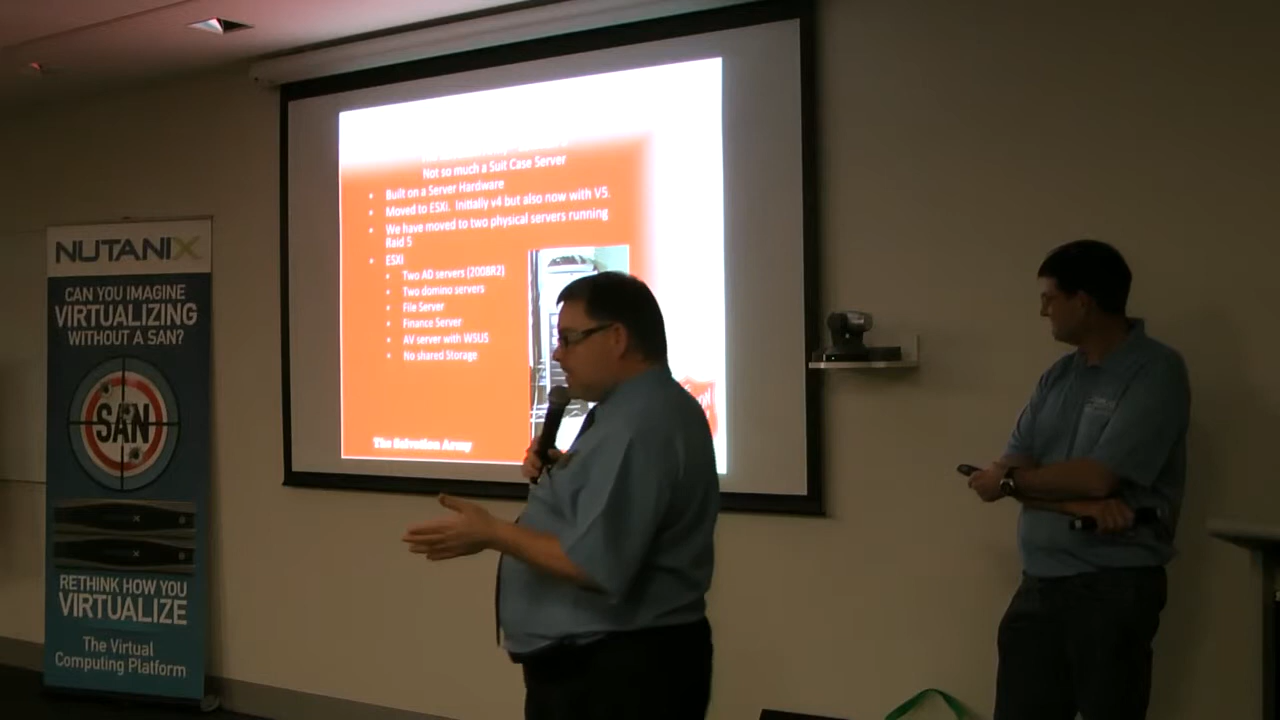 NUTANIX
CAN YOU IMAGINE
VIRTUALIZING
WITHOUT A SAN?
SAN
RETHINK HOW YOU
VIRTUALIZE
The Virtual
Computing Platform
Not so much a Suit Case Server
• Built on a Server Hardware
• Moved to ESXi. Initially v4 but also now with V5.
• We have moved to two physical servers running
Raid 5
• ESXi
• Two AD servers (2008R2)
• Two domino servers
• File Server
• Finance Server
• AV server with WSUS
• No shared Storage
The Salvation Army